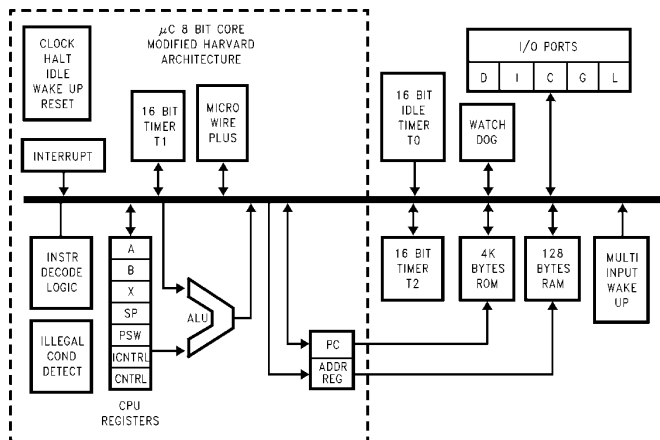 CLOCK
HALT
IDLE
WAKE UP
RESET
μC 8 BIT CORE
MODIFIED HARVARD
ARCHITECTURE
I/O PORTS
D I C G L
16 BIT
TIMER
T1
MICRO
WIRE
PLUS
16 BIT
IDLE
TIMER
T0
WATCH
DOG
INTERRUPT
INSTR
DECODE
LOGIC
ILLEGAL
COND
DETECT
A
B
X
SP
PSW
ICNTRL
CNTRL
CPU
REGISTERS
ALU
PC
ADDR
REG
16 BIT
TIMER
T2
4K
BYTES
ROM
128
BYTES
RAM
MULTI
INPUT
WAKE
UP